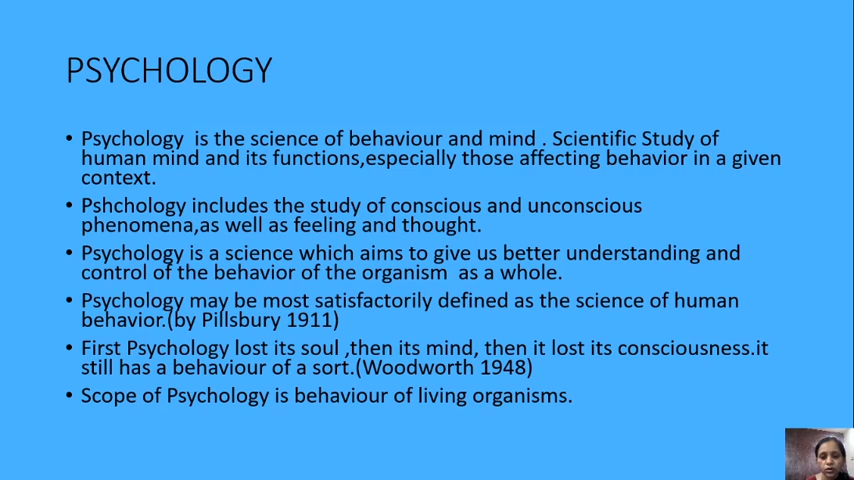 PSYCHOLOGY
• Psychology is the science of behaviour and mind . Scientific Study of
human mind and its functions,especially those affecting behavior in a given
context.
• Pshchology includes the study of conscious and unconscious
phenomena,as well as feeling and thought.
• Psychology is a science which aims to give us better understanding and
control of the behavior of the organism as a whole.
• Psychology may be most satisfactorily defined as the science of human
behavior.(by Pillsbury 1911)
• First Psychology lost its soul ,then its mind, then it lost its consciousness.it
still has a behaviour of a sort.(Woodworth 1948)
• Scope of Psychology is behaviour of living organisms.